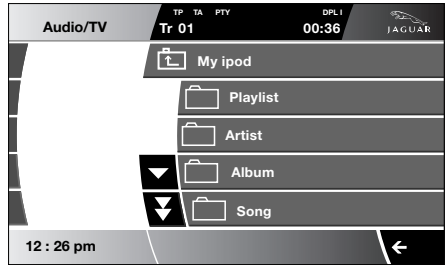 Audio/TV
TP TA PTY DPL I
Tr 01 00:36
JAGUAR
My ipod
Playlist
Artist
Album
Song
12 : 26 pm